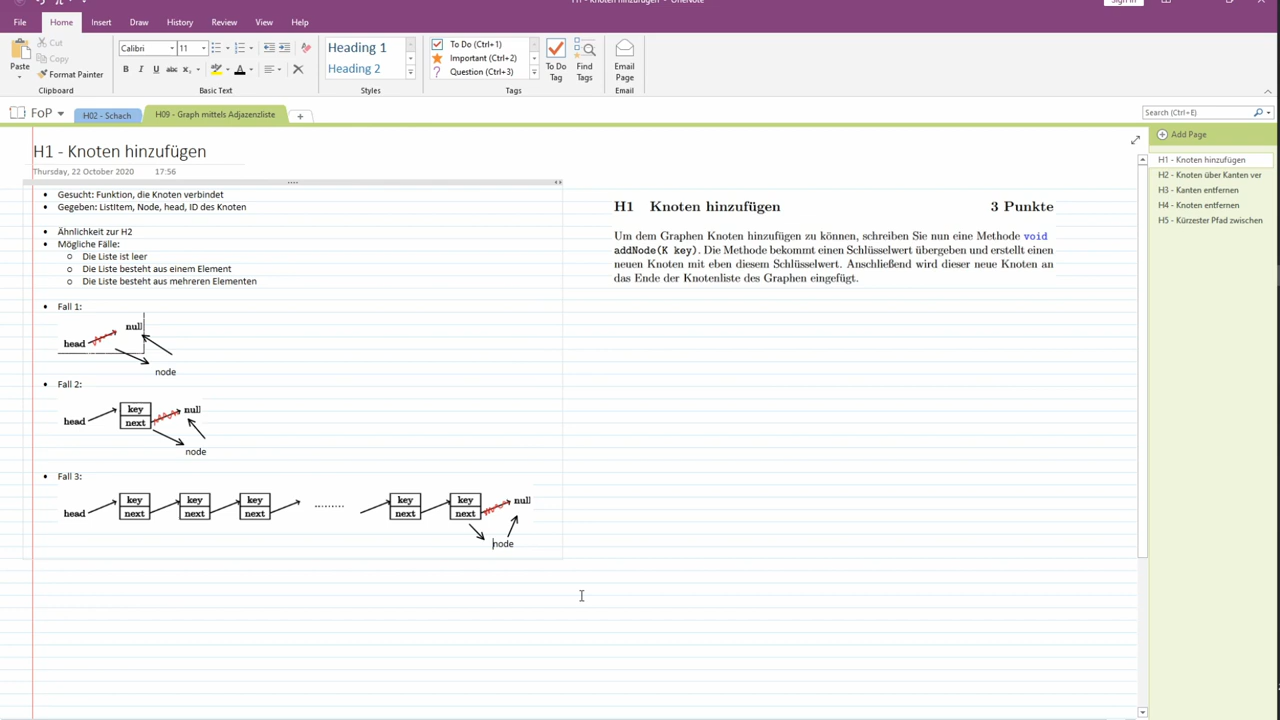 H1 - Knoten hinzufügen - OneNote
Sign in
File Home Insert Draw History Review View Help
Paste
Cut
Copy
Format Painter
Clipboard
Calibri 11
B I U abc x A
Basic Text
Heading 1
Heading 2
Styles
To Do (Ctrl+1)
Important (Ctrl+2)
Question (Ctrl+3)
To Do Tag
Find Tags
Tags
Email Page
Email
FoP
H02 - Schach
H09 - Graph mittels Adjazenzliste
Search (Ctrl+E)
Add Page
H1 - Knoten hinzufügen
H2 - Knoten über Kanten ver
H3 - Kanten entfernen
H4 - Knoten entfernen
H5 - Kürzester Pfad zwischen
H1 - Knoten hinzufügen
Thursday, 22 October 2020 17:56
Gesucht: Funktion, die Knoten verbindet
Gegeben: ListItem, Node, head, ID des Knoten
Ähnlichkeit zur H2
Mögliche Fälle:
Die Liste ist leer
Die Liste besteht aus einem Element
Die Liste besteht aus mehreren Elementen
Fall 1:
head null
node
Fall 2:
head key next null
node
Fall 3:
head key next key next key next ......... key next key next null
node
H1 Knoten hinzufügen 3 Punkte
Um dem Graphen Knoten hinzufügen zu können, schreiben Sie nun eine Methode void
addNode(K key). Die Methode bekommt einen Schlüsselwert übergeben und erstellt einen
neuen Knoten mit eben diesem Schlüsselwert. Anschließend wird dieser neue Knoten an
das Ende der Knotenliste des Graphen eingefügt.